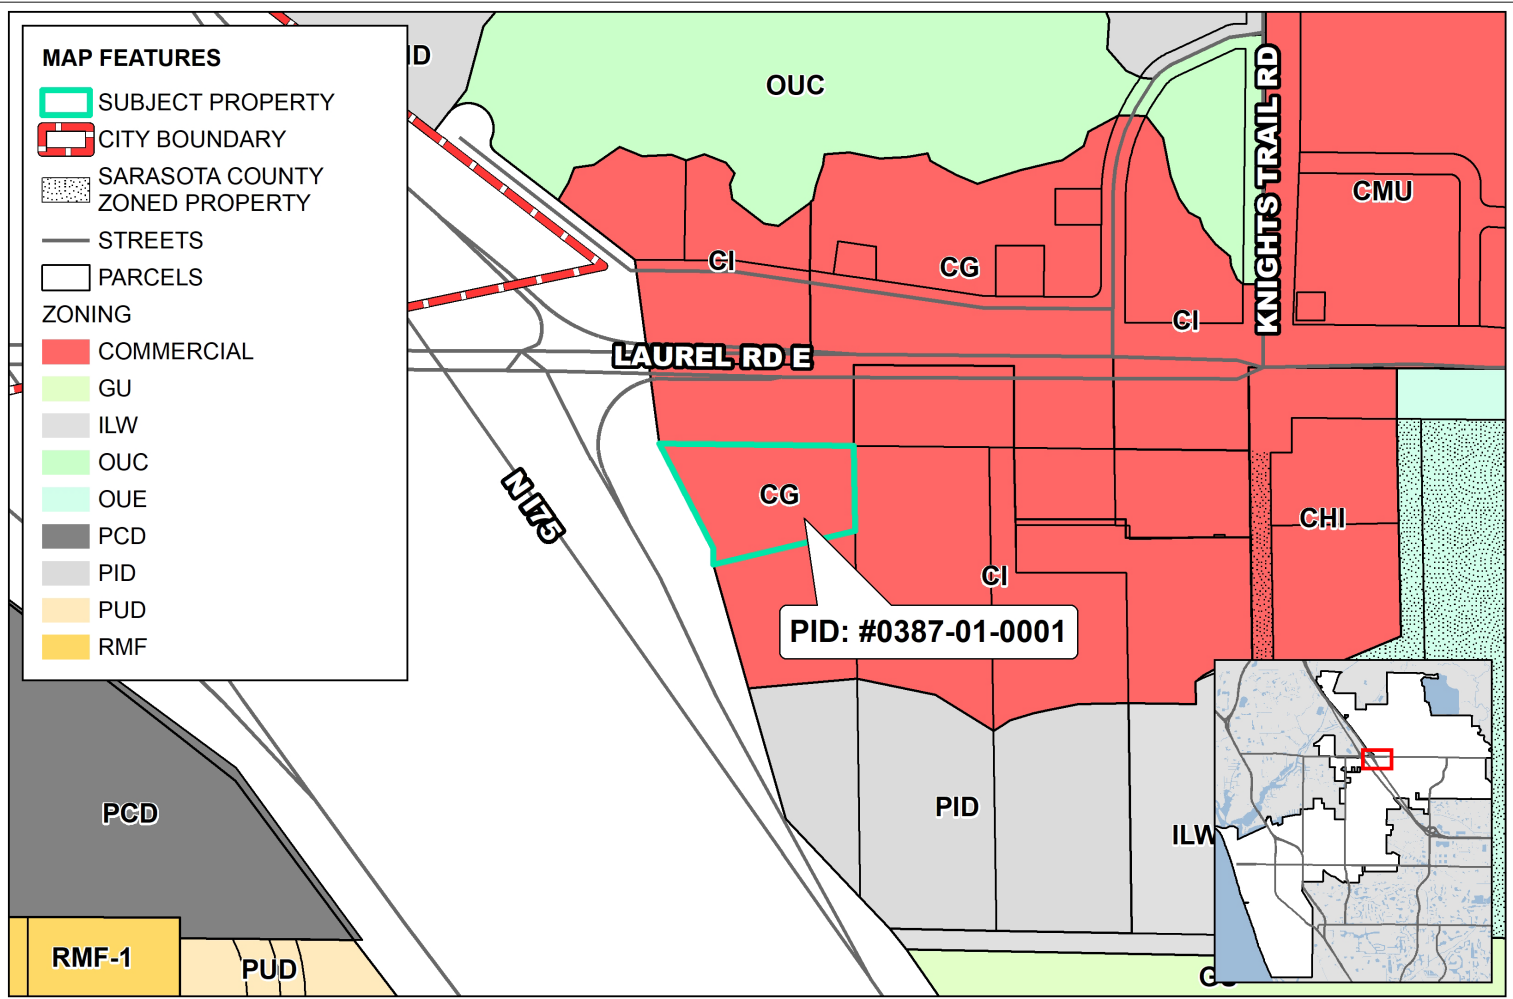 MAP FEATURES
SUBJECT PROPERTY
CITY BOUNDARY
SARASOTA COUNTY
ZONED PROPERTY
STREETS
PARCELS
ZONING
COMMERCIAL
GU
ILW
OUC
OUE
PCD
PID
PUD
RMF
OUC
KNIGHTS TRAIL RD
CMU
CI
CG
CI
LAUREL RD E
CG
N I75
CHI
CI
PID: #0387-01-0001
PCD
PID
ILW
RMF-1
PUD